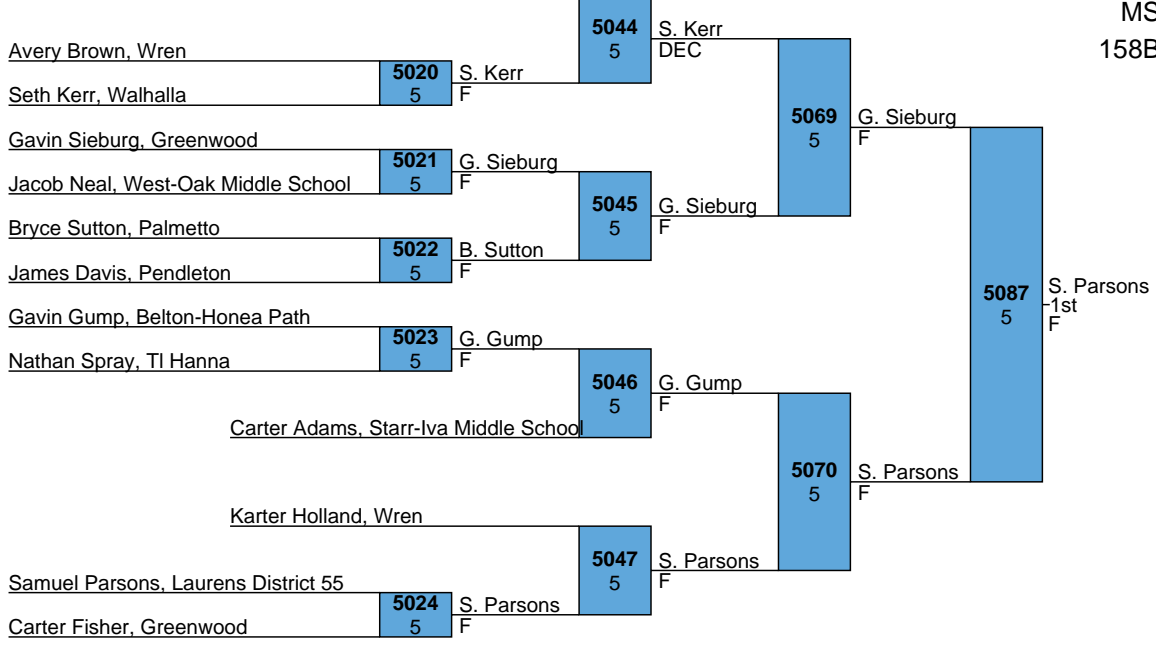 MS
158B
5044
5
S. Kerr
DEC
Avery Brown, Wren
5020
5
S. Kerr
F
Seth Kerr, Walhalla
5069
5
G. Sieburg
F
Gavin Sieburg, Greenwood
5021
5
G. Sieburg
F
Jacob Neal, West-Oak Middle School
5045
5
G. Sieburg
F
Bryce Sutton, Palmetto
5022
5
B. Sutton
F
James Davis, Pendleton
5087
5
S. Parsons
1st
F
Gavin Gump, Belton-Honea Path
5023
5
G. Gump
F
Nathan Spray, Tl Hanna
5046
5
G. Gump
F
Carter Adams, Starr-Iva Middle School
5070
5
S. Parsons
F
Karter Holland, Wren
5047
5
S. Parsons
F
Samuel Parsons, Laurens District 55
5024
5
S. Parsons
F
Carter Fisher, Greenwood